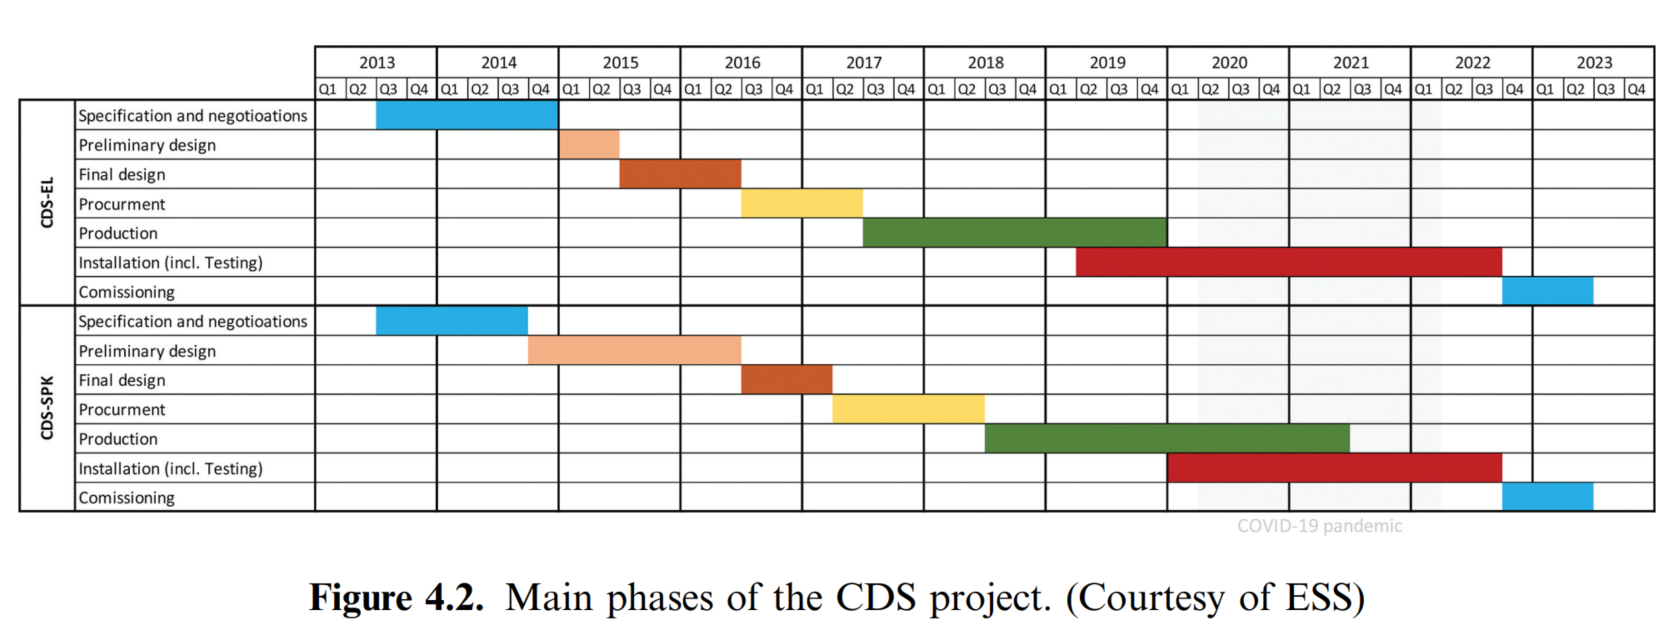 2013 2014 2015 2016 2017 2018 2019 2020 2021 2022 2023
Q1 Q2 Q3 Q4 Q1 Q2 Q3 Q4 Q1 Q2 Q3 Q4 Q1 Q2 Q3 Q4 Q1 Q2 Q3 Q4 Q1 Q2 Q3 Q4 Q1 Q2 Q3 Q4 Q1 Q2 Q3 Q4 Q1 Q2 Q3 Q4 Q1 Q2 Q3 Q4 Q1 Q2 Q3 Q4
CDS-EL
Specification and negotioations
Preliminary design
Final design
Procurment
Production
Installation (incl. Testing)
Comissioning
CDS-SPK
Specification and negotioations
Preliminary design
Final design
Procurment
Production
Installation (incl. Testing)
Comissioning
COVID-19 pandemic
Figure 4.2. Main phases of the CDS project. (Courtesy of ESS)